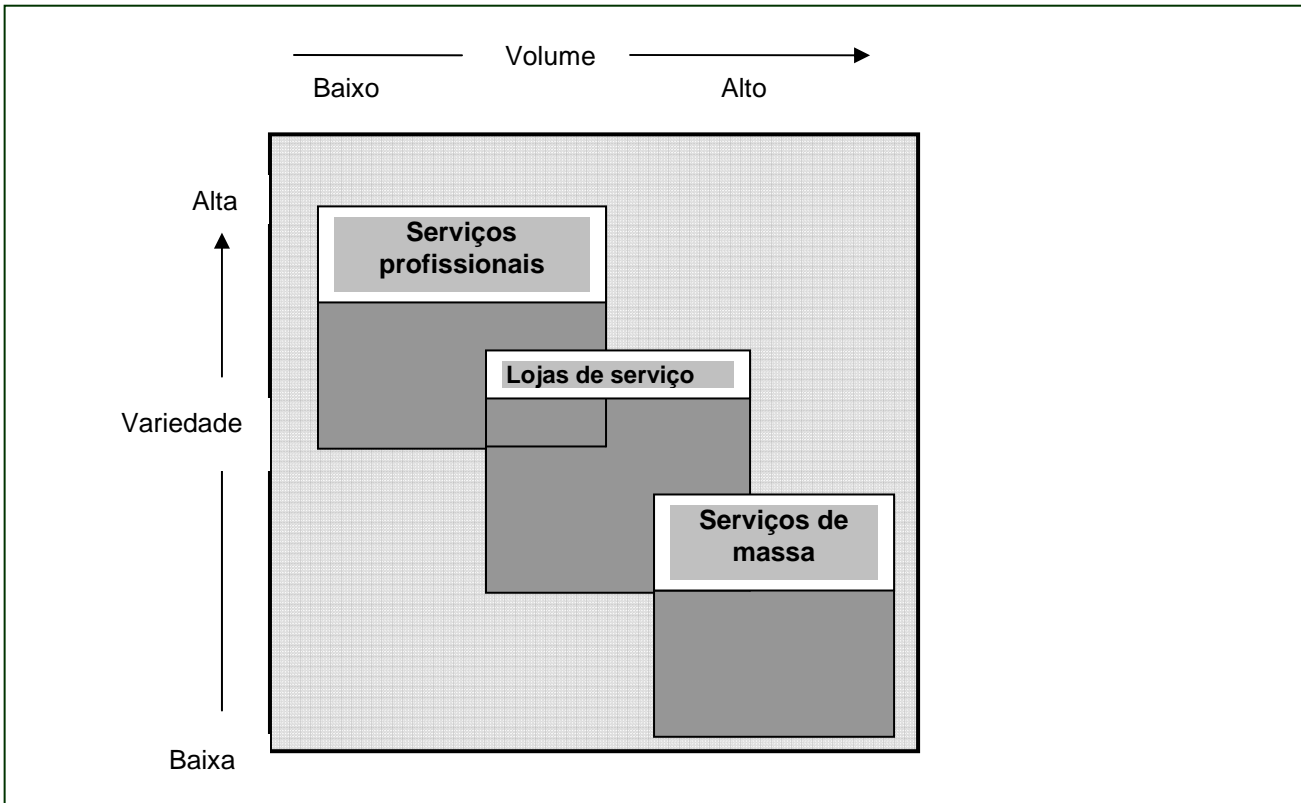 Volume
Baixo
Alto
Alta
Serviços
profissionais
Lojas de serviço
Variedade
Serviços de
massa
Baixa